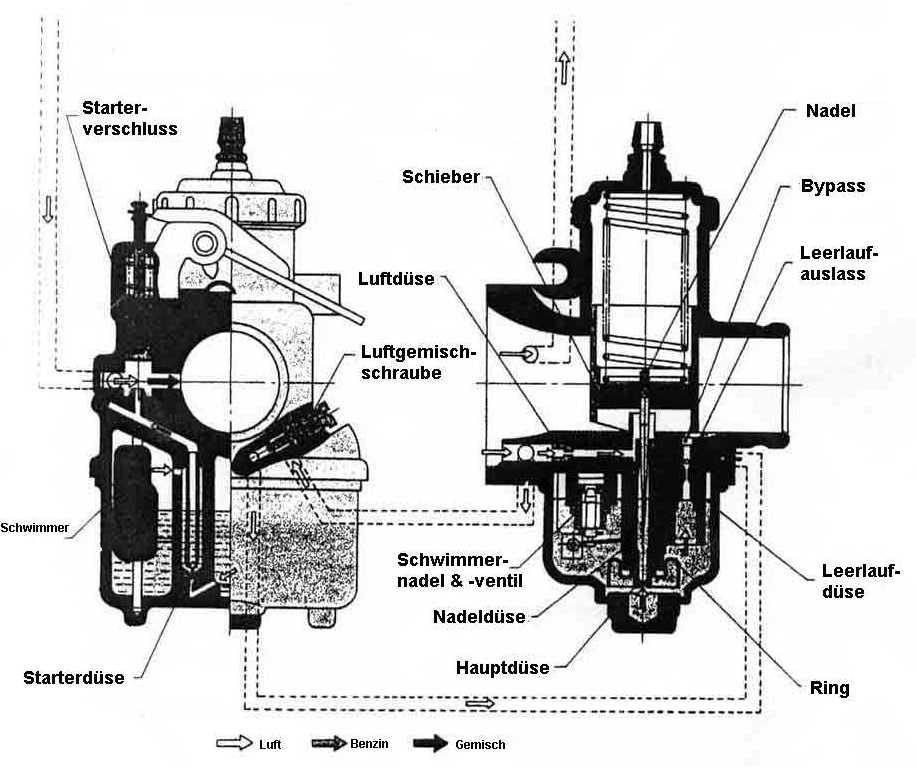 Starter-
verschluss
Nadel
Schieber
Bypass
Leerlauf-
auslass
Luftdüse
Luftgemisch-
schraube
Schwimmer
Schwimmer-
nadel & -ventil
Leerlauf-
düse
Nadeldüse
Hauptdüse
Starterdüse
Ring
Luft
Benzin
Gemisch